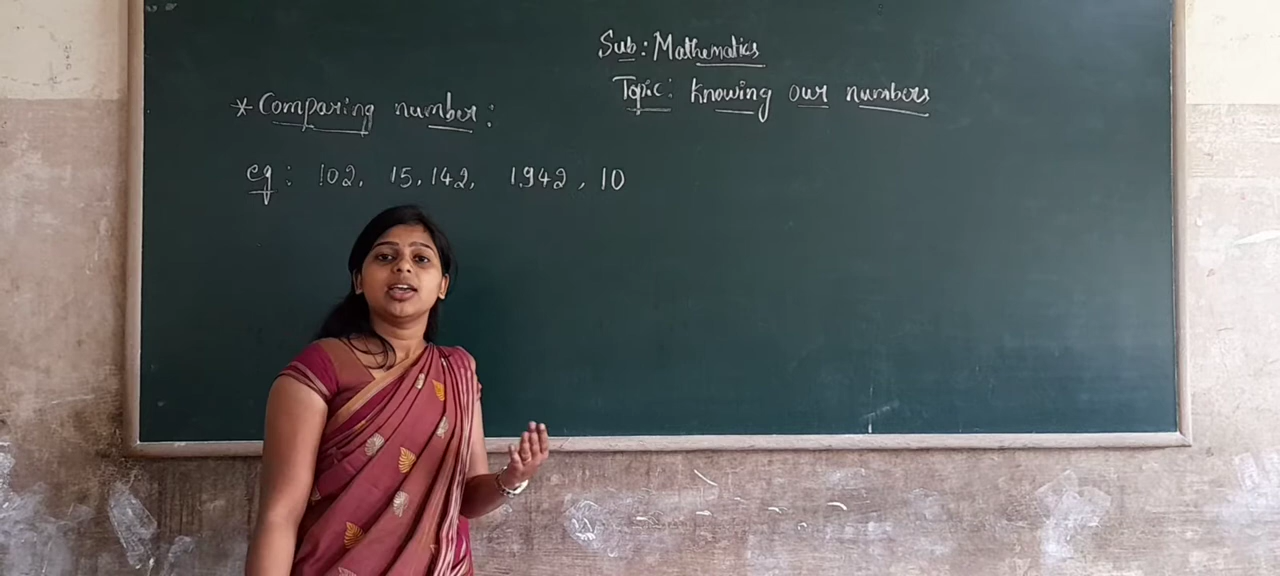 Sub: Mathematics
Topic: Knowing our numbers
* Comparing number:
eg: 102, 15,142, 1,942, 10